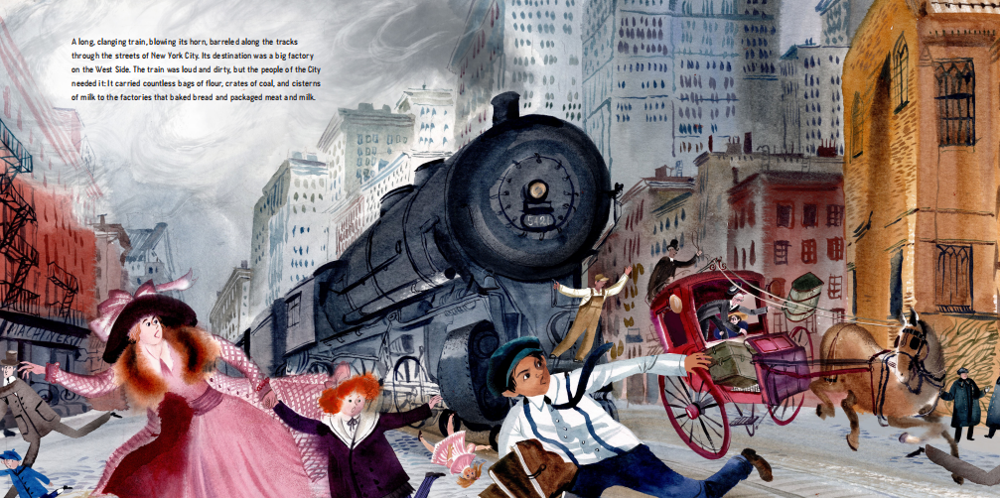 A long, clanging train, blowing its horn, barreled along the tracks
through the streets of New York City. Its destination was a big factory
on the West Side. The train was loud and dirty, but the people of the City
needed it: It carried countless bags of flour, crates of coal, and cisterns
of milk to the factories that baked bread and packaged meat and milk.
MACHINERY